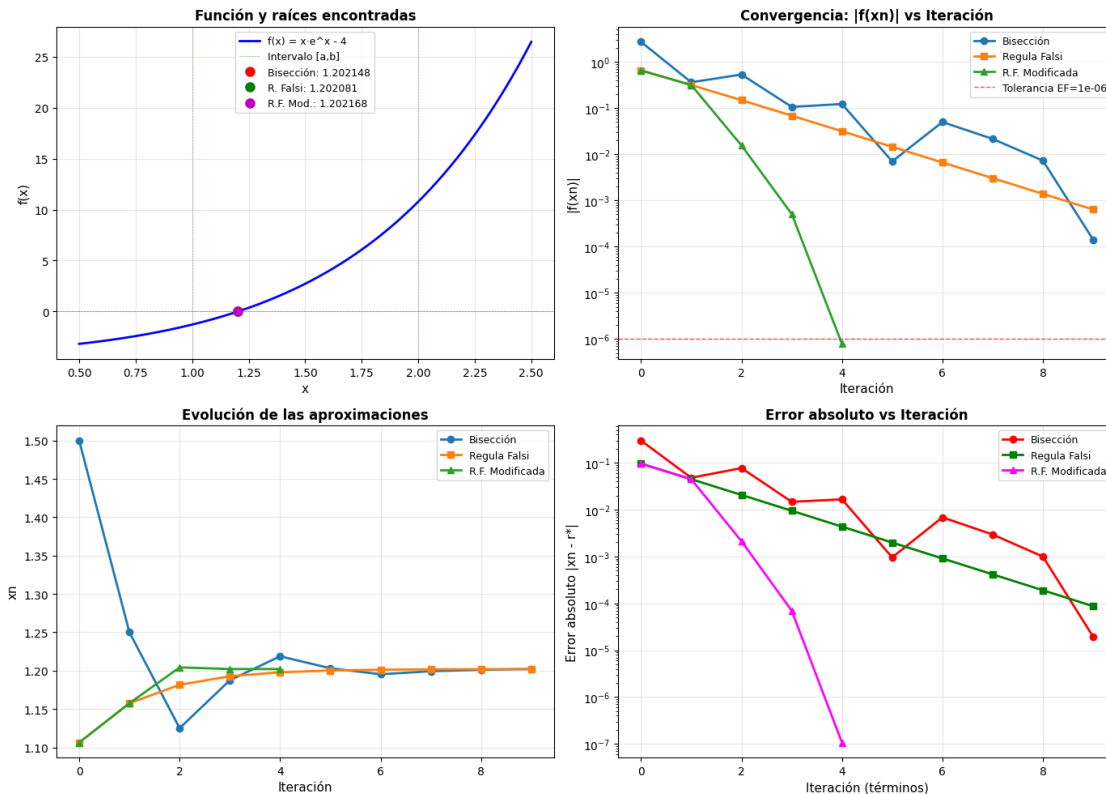 Función y raíces encontradas
f(x) = x·e^x - 4
Intervalo [a,b]
Bisección: 1.202148
R. Falsi: 1.202081
R.F. Mod.: 1.202168
f(x)
25
20
15
10
5
0
0.50
0.75
1.00
1.25
1.50
1.75
2.00
2.25
2.50
x
Convergencia: |f(xn)| vs Iteración
Bisección
Regula Falsi
R.F. Modificada
Tolerancia EF=1e-06
|f(xn)|
10⁰
10⁻¹
10⁻²
10⁻³
10⁻⁴
10⁻⁵
10⁻⁶
0
2
4
6
8
Iteración
Evolución de las aproximaciones
Bisección
Regula Falsi
R.F. Modificada
xn
1.50
1.45
1.40
1.35
1.30
1.25
1.20
1.15
1.10
0
2
4
6
8
Iteración
Error absoluto vs Iteración
Bisección
Regula Falsi
R.F. Modificada
Error absoluto |xn - r*|
10⁻¹
10⁻²
10⁻³
10⁻⁴
10⁻⁵
10⁻⁶
10⁻⁷
0
2
4
6
8
Iteración (términos)